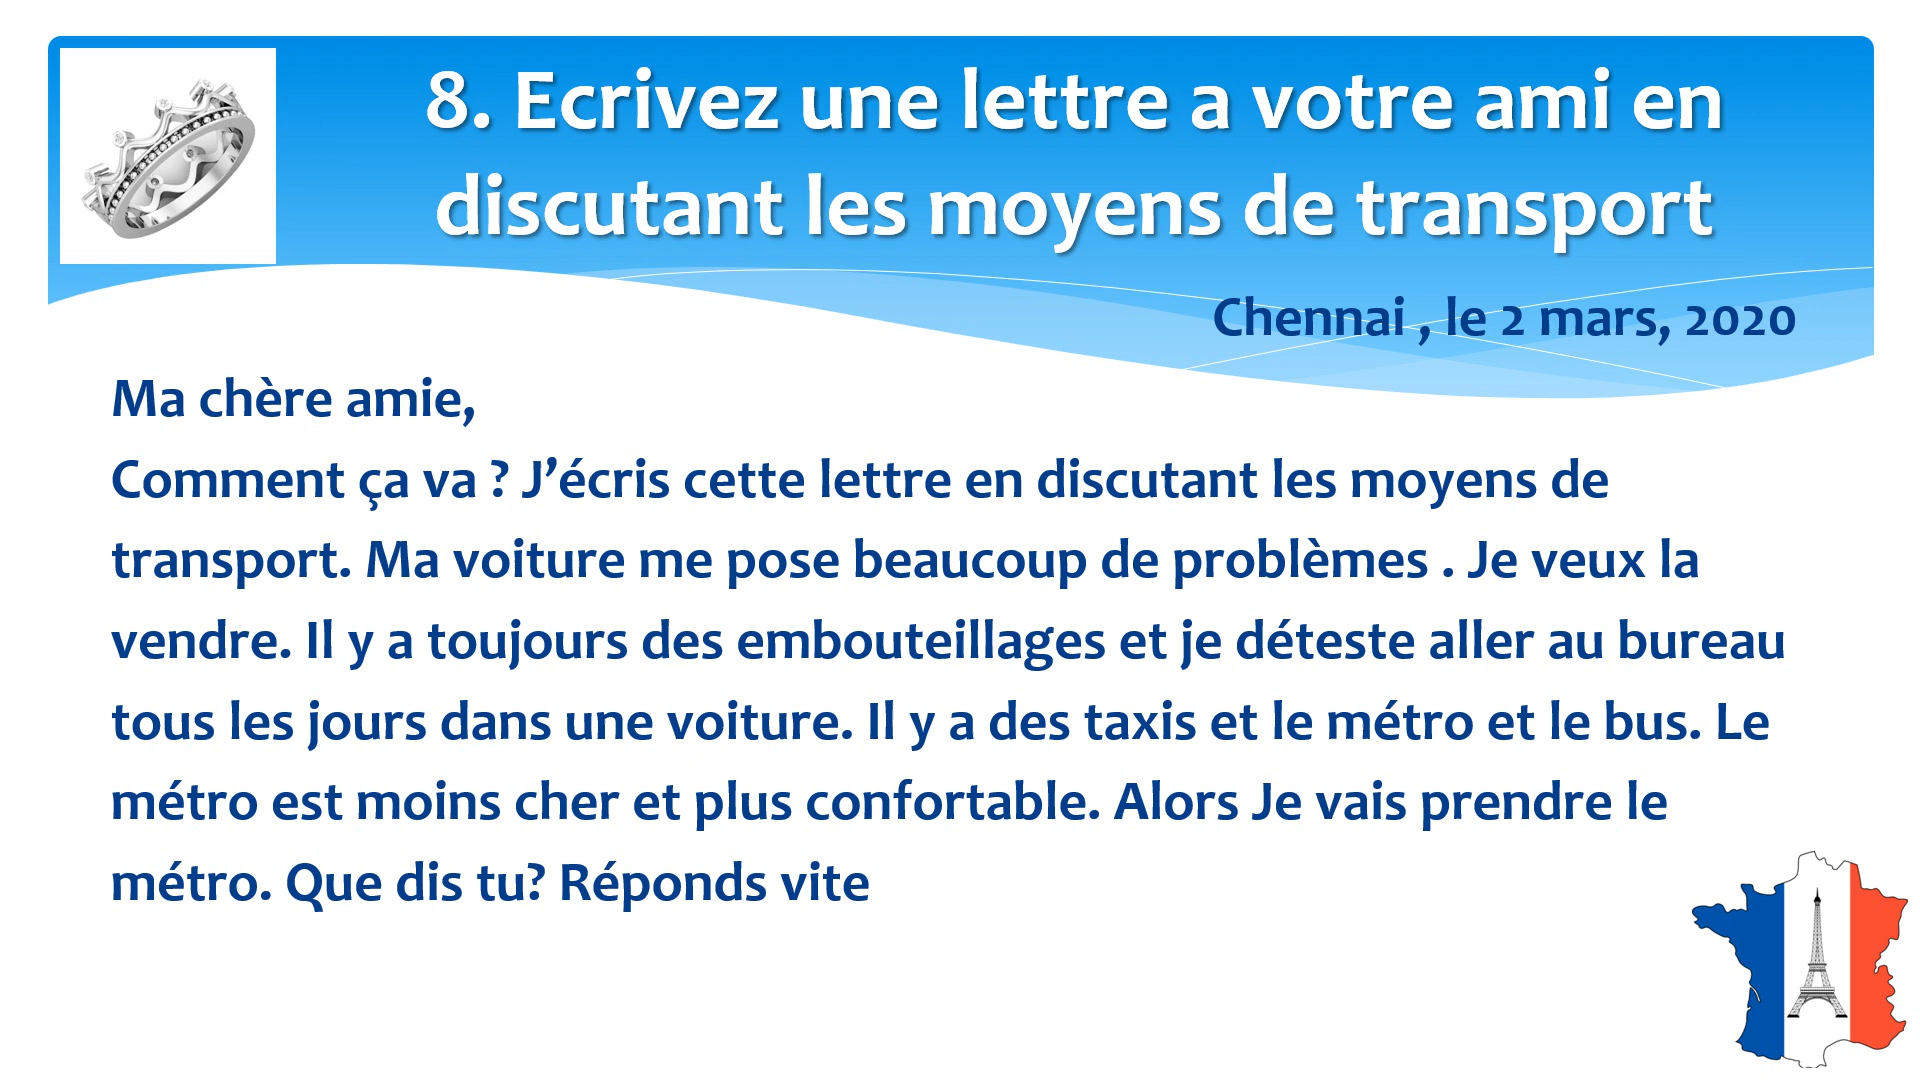 8. Ecrivez une lettre a votre ami en
discutant les moyens de transport
Chennai , le 2 mars, 2020
Ma chère amie,
Comment ça va ? J’écris cette lettre en discutant les moyens de
transport. Ma voiture me pose beaucoup de problèmes . Je veux la
vendre. Il y a toujours des embouteillages et je déteste aller au bureau
tous les jours dans une voiture. Il y a des taxis et le métro et le bus. Le
métro est moins cher et plus confortable. Alors Je vais prendre le
métro. Que dis tu? Réponds vite